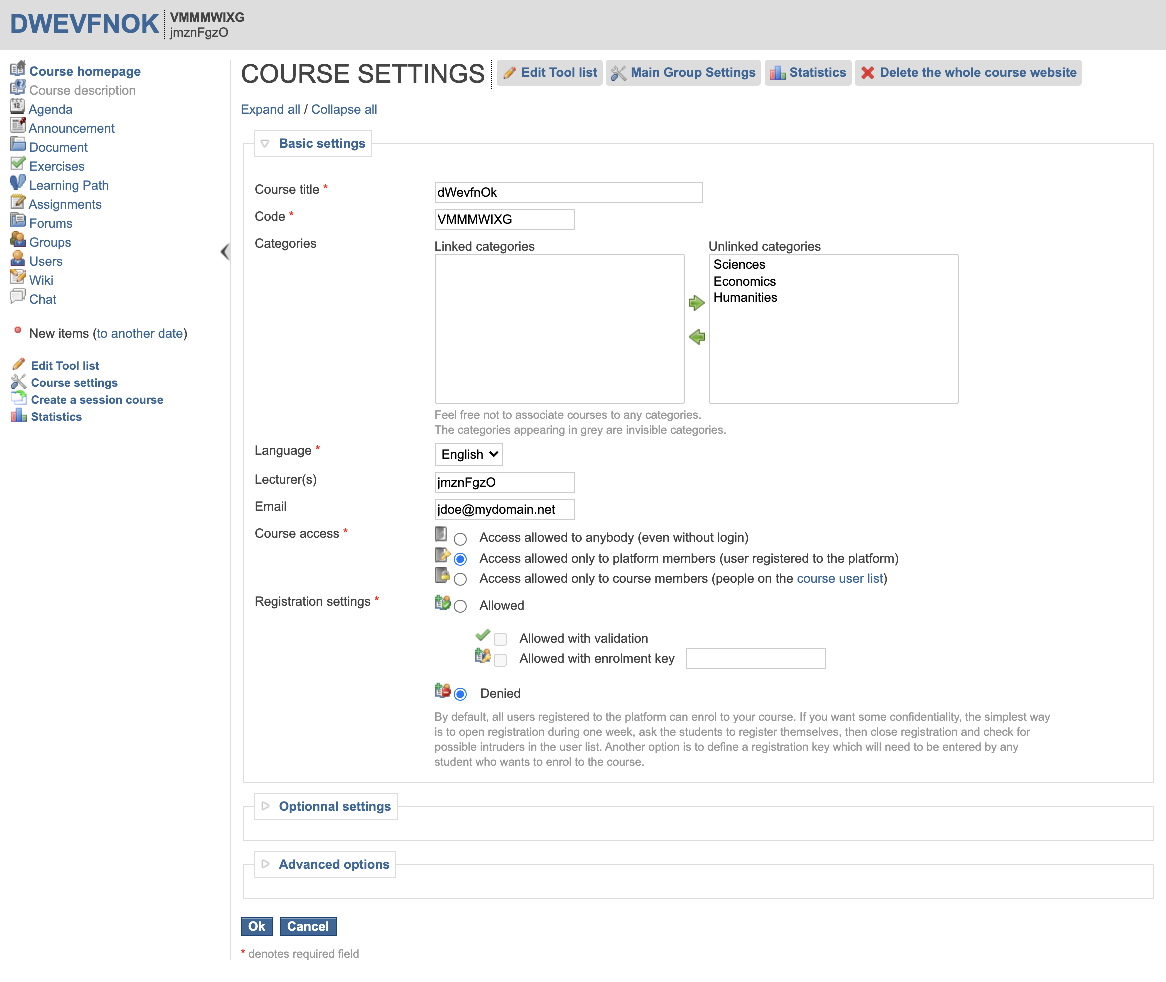 DWEVFNOK
VMMMWIXG
jmznFgzO
Course homepage
Course description
Agenda
Announcement
Document
Exercises
Learning Path
Assignments
Forums
Groups
Users
Wiki
Chat
New items (to another date)
Edit Tool list
Course settings
Create a session course
Statistics
COURSE SETTINGS
Edit Tool list
Main Group Settings
Statistics
Delete the whole course website
Expand all / Collapse all
Basic settings
Course title *
dWevfnOk
Code *
VMMMWIXG
Categories
Linked categories
Unlinked categories
Sciences
Economics
Humanities
Feel free not to associate courses to any categories.
The categories appearing in grey are invisible categories.
Language *
English
Lecturer(s)
jmznFgzO
Email
jdoe@mydomain.net
Course access *
Access allowed to anybody (even without login)
Access allowed only to platform members (user registered to the platform)
Access allowed only to course members (people on the course user list)
Registration settings *
Allowed
Allowed with validation
Allowed with enrolment key
Denied
By default, all users registered to the platform can enrol to your course. If you want some confidentiality, the simplest way
is to open registration during one week, ask the students to register themselves, then close registration and check for
possible intruders in the user list. Another option is to define a registration key which will need to be entered by any
student who wants to enrol to the course.
Optionnal settings
Advanced options
Ok
Cancel
* denotes required field